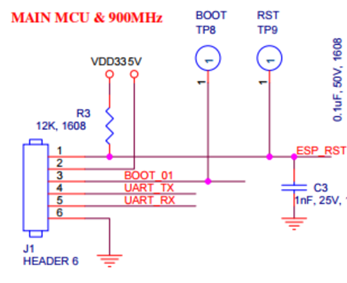 MAIN MCU & 900MHz
BOOT
TP8
RST
TP9
1
1
0.1uF, 50V, 1608
VDD33
5V
R3
12K, 1608
ESP_RST
1
2
3
4
5
6
BOOT_01
UART_TX
UART_RX
C3
1nF, 25V, 1
J1
HEADER 6